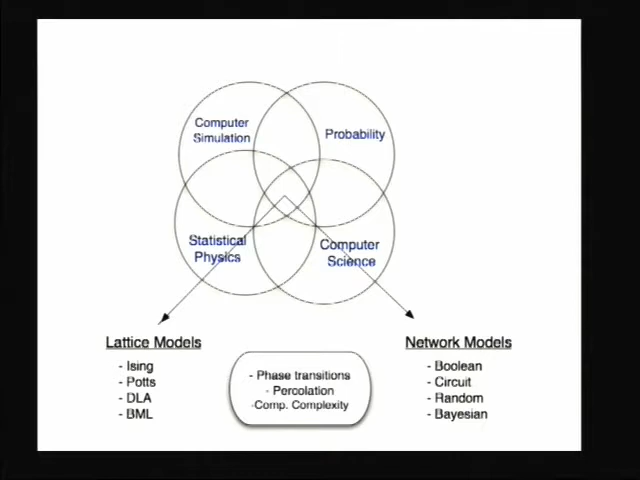 Computer
Simulation
Probability
Statistical
Physics
Computer
Science
Lattice Models
- Ising
- Potts
- DLA
- BML
- Phase transitions
- Percolation
-Comp. Complexity
Network Models
- Boolean
- Circuit
- Random
- Bayesian